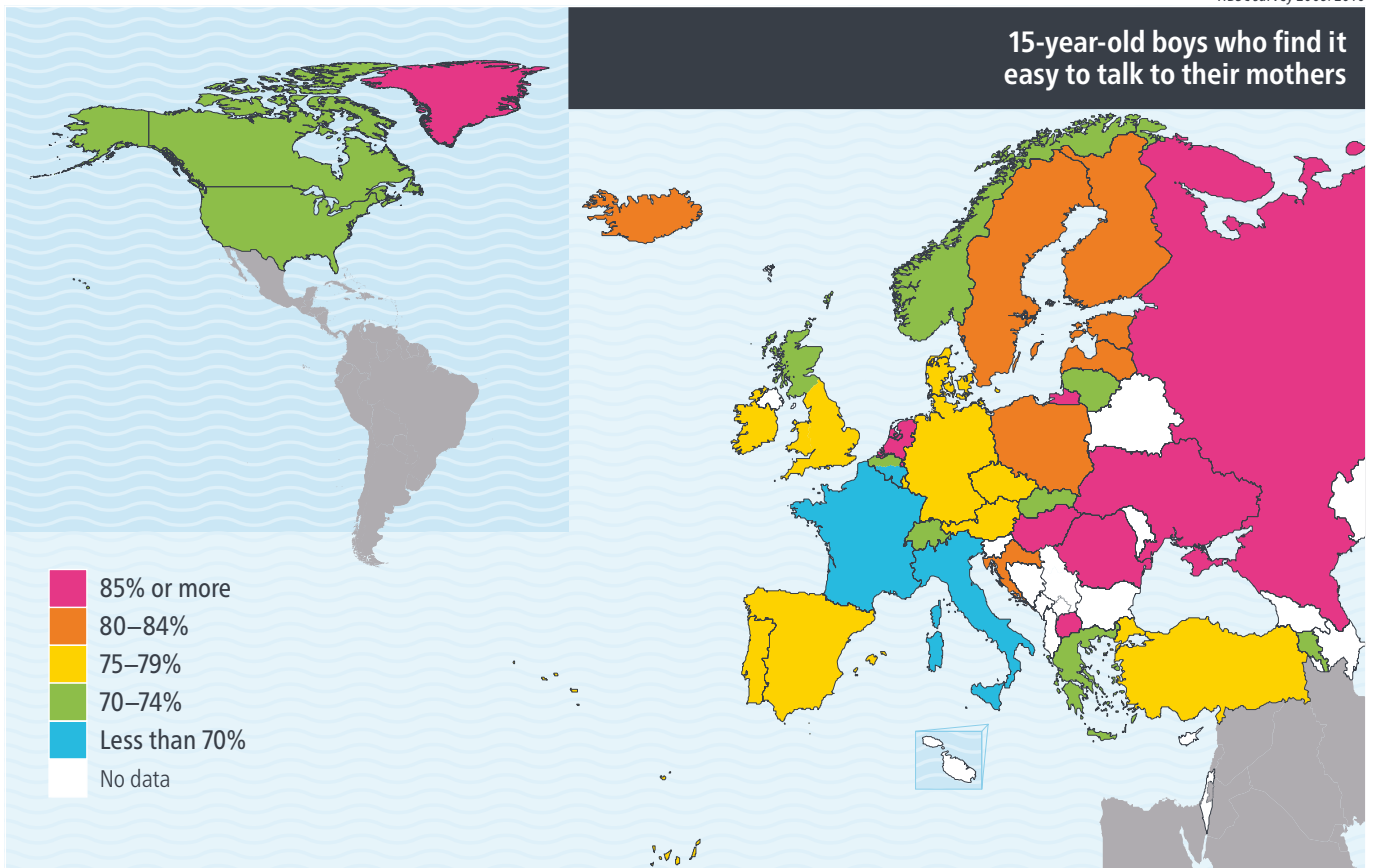 15-year-old boys who find it
easy to talk to their mothers
85% or more
80–84%
75–79%
70–74%
Less than 70%
No data